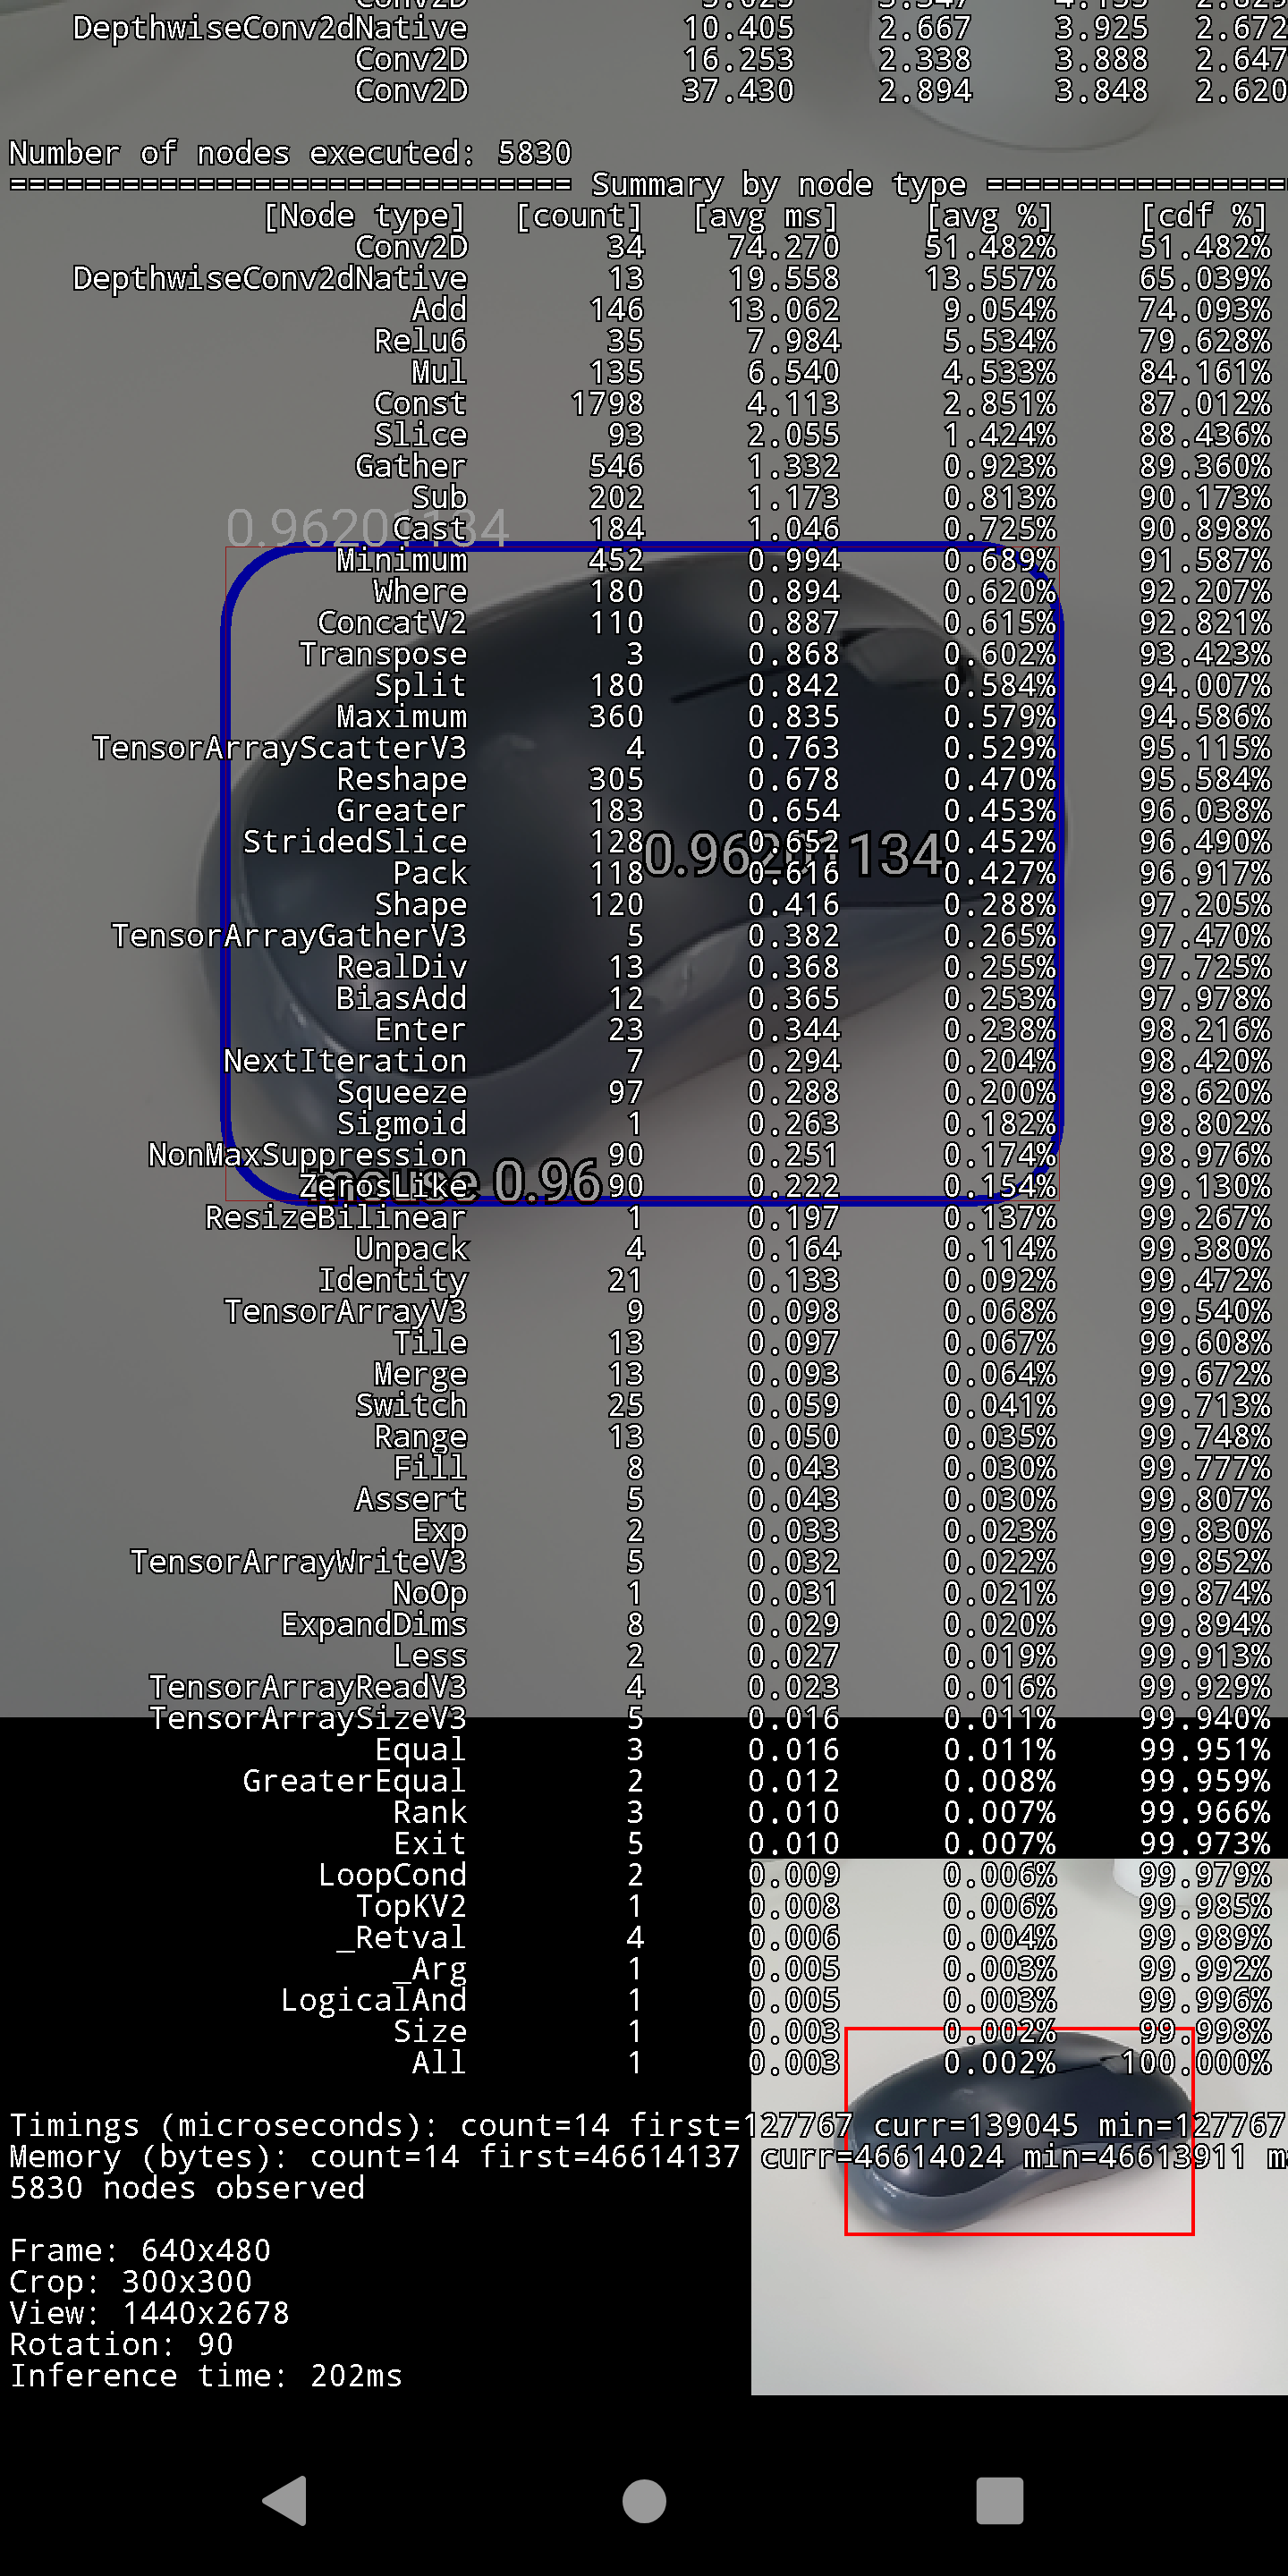 DepthwiseConv2dNative 10.405 2.667 3.925 2.672
Conv2D 16.253 2.338 3.888 2.647
Conv2D 37.430 2.894 3.848 2.620
Number of nodes executed: 5830
============================== Summary by node type ================
[Node type] [count] [avg ms] [avg %] [cdf %]
Conv2D 34 74.270 51.482% 51.482%
DepthwiseConv2dNative 13 19.558 13.557% 65.039%
Add 146 13.062 9.054% 74.093%
Relu6 35 7.984 5.534% 79.628%
Mul 135 6.540 4.533% 84.161%
Const 1798 4.113 2.851% 87.012%
Slice 93 2.055 1.424% 88.436%
Gather 546 1.332 0.923% 89.360%
Sub 202 1.173 0.813% 90.173%
0.96201134
Cast 184 1.046 0.725% 90.898%
Minimum 452 0.994 0.689% 91.587%
Where 180 0.894 0.620% 92.207%
ConcatV2 110 0.887 0.615% 92.821%
Transpose 3 0.868 0.602% 93.423%
Split 180 0.842 0.584% 94.007%
Maximum 360 0.835 0.579% 94.586%
TensorArrayScatterV3 4 0.763 0.529% 95.115%
Reshape 305 0.678 0.470% 95.584%
Greater 183 0.654 0.453% 96.038%
StridedSlice 128 0.652 0.452% 96.490%
0.96201134
Pack 118 0.616 0.427% 96.917%
Shape 120 0.416 0.288% 97.205%
TensorArrayGatherV3 5 0.382 0.265% 97.470%
RealDiv 13 0.368 0.255% 97.725%
BiasAdd 12 0.365 0.253% 97.978%
Enter 23 0.344 0.238% 98.216%
NextIteration 7 0.294 0.204% 98.420%
Squeeze 97 0.288 0.200% 98.620%
Sigmoid 1 0.263 0.182% 98.802%
NonMaxSuppression 90 0.251 0.174% 98.976%
mouse 0.96
ZerosLike 90 0.222 0.154% 99.130%
ResizeBilinear 1 0.197 0.137% 99.267%
Unpack 4 0.164 0.114% 99.380%
Identity 21 0.133 0.092% 99.472%
TensorArrayV3 9 0.098 0.068% 99.540%
Tile 13 0.097 0.067% 99.608%
Merge 13 0.093 0.064% 99.672%
Switch 25 0.059 0.041% 99.713%
Range 13 0.050 0.035% 99.748%
Fill 8 0.043 0.030% 99.777%
Assert 5 0.043 0.030% 99.807%
Exp 2 0.033 0.023% 99.830%
TensorArrayWriteV3 5 0.032 0.022% 99.852%
NoOp 1 0.031 0.021% 99.874%
ExpandDims 8 0.029 0.020% 99.894%
Less 2 0.027 0.019% 99.913%
TensorArrayReadV3 4 0.023 0.016% 99.929%
TensorArraySizeV3 5 0.016 0.011% 99.940%
Equal 3 0.016 0.011% 99.951%
GreaterEqual 2 0.012 0.008% 99.959%
Rank 3 0.010 0.007% 99.966%
Exit 5 0.010 0.007% 99.973%
LoopCond 2 0.009 0.006% 99.979%
TopKV2 1 0.008 0.006% 99.985%
_Retval 4 0.006 0.004% 99.989%
_Arg 1 0.005 0.003% 99.992%
LogicalAnd 1 0.005 0.003% 99.996%
Size 1 0.003 0.002% 99.998%
All 1 0.003 0.002% 100.000%
Timings (microseconds): count=14 first=127767 curr=139045 min=127767
Memory (bytes): count=14 first=46614137 curr=46614024 min=46613911
5830 nodes observed
Frame: 640x480
Crop: 300x300
View: 1440x2678
Rotation: 90
Inference time: 202ms